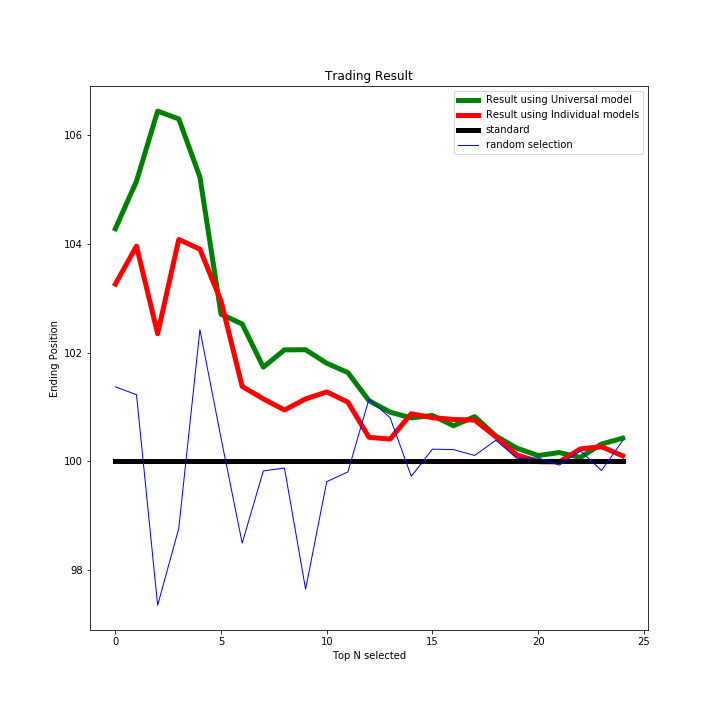 Trading Result
Result using Universal model
Result using Individual models
standard
random selection
106
104
102
100
98
Ending Position
0 5 10 15 20 25
Top N selected